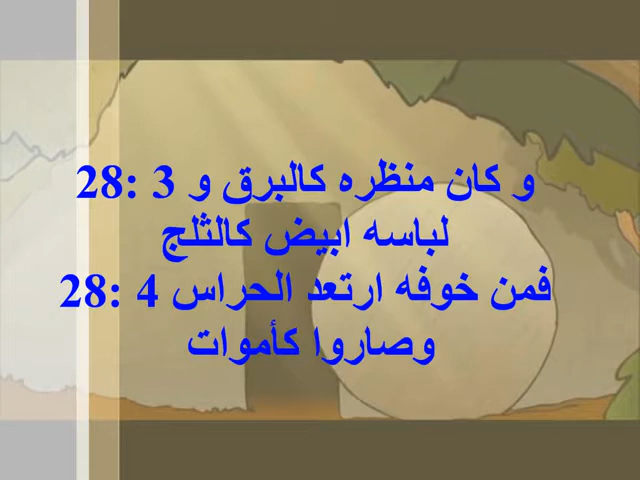 28: 3 و كان منظره كالبرق و
لباسه ابيض كالثلج
28: 4 فمن خوفه ارتعد الحراس
وصاروا كأموات